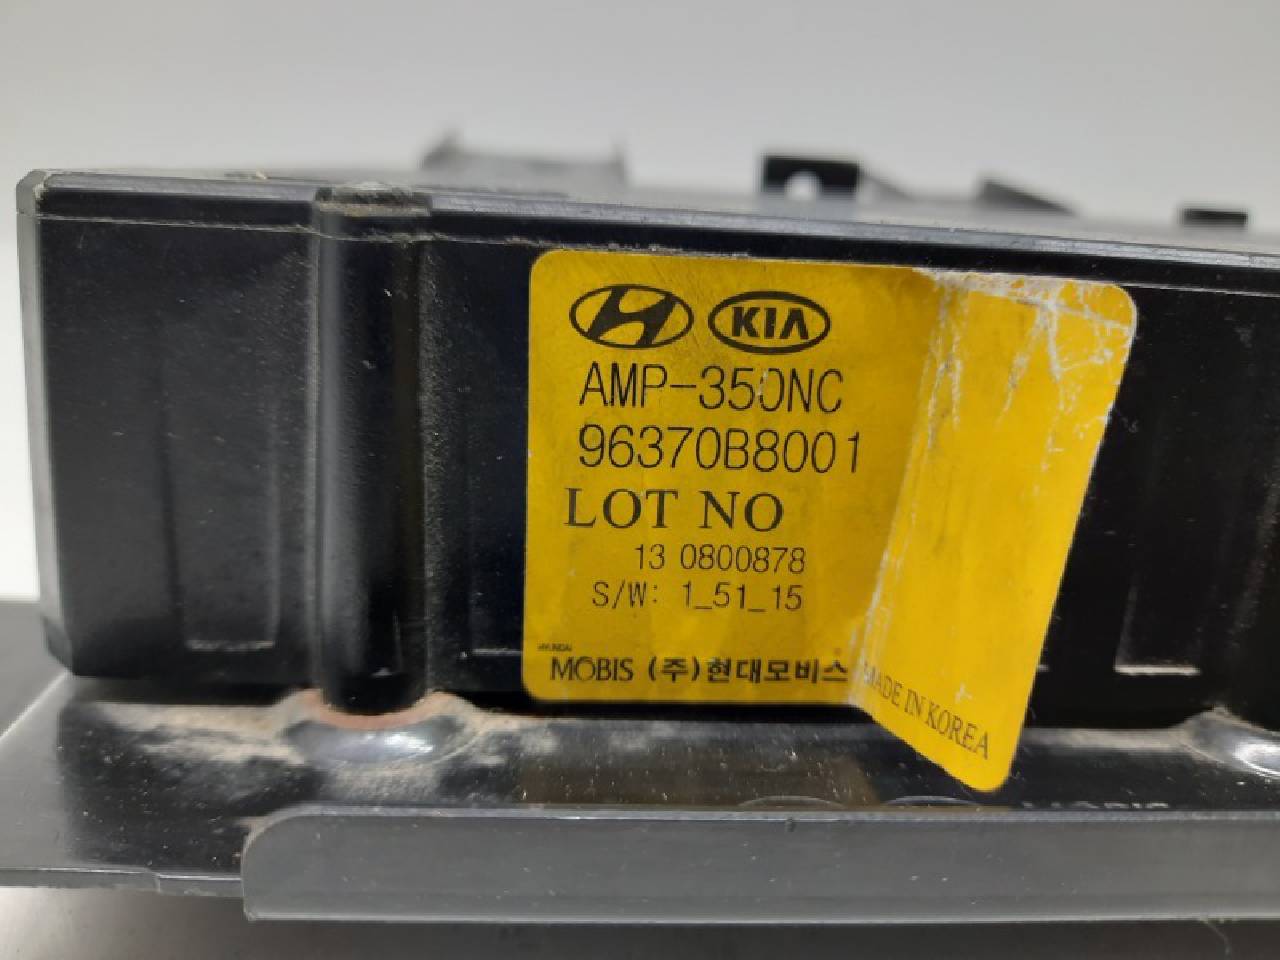 KIA
AMP-350NC
96370B8001
LOT NO
13 0800878
S/W: 1_51_15
HYUNDAI
MOBIS (주)현대모비스
MADE IN KOREA